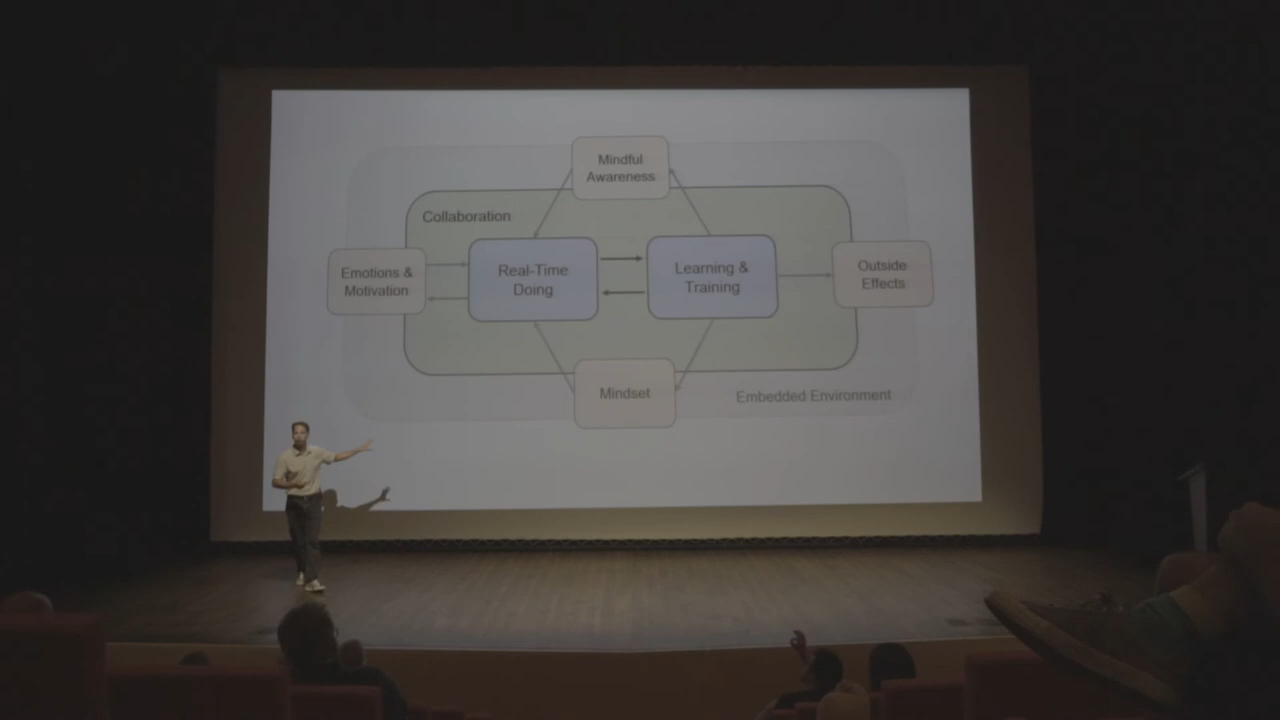 Mindful
Awareness
Collaboration
Emotions &
Motivation
Real-Time
Doing
Learning &
Training
Outside
Effects
Mindset
Embedded Environment